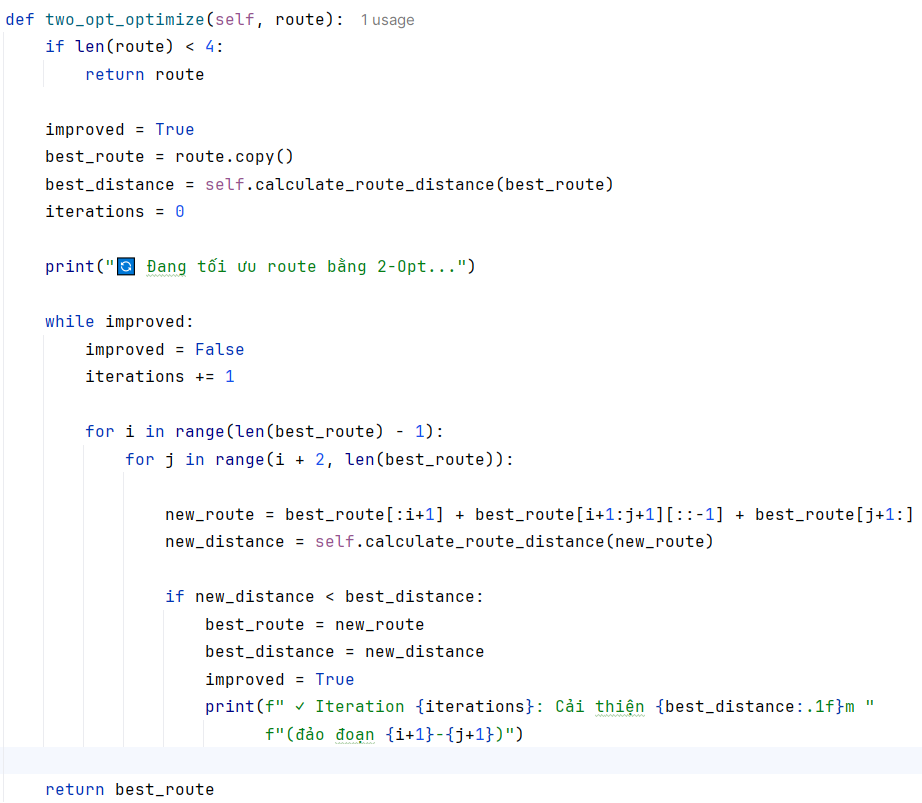 def two_opt_optimize(self, route): 1 usage
    if len(route) < 4:
        return route

    improved = True
    best_route = route.copy()
    best_distance = self.calculate_route_distance(best_route)
    iterations = 0

    print("🔄 Đang tối ưu route bằng 2-Opt...")

    while improved:
        improved = False
        iterations += 1

        for i in range(len(best_route) - 1):
            for j in range(i + 2, len(best_route)):

                new_route = best_route[:i+1] + best_route[i+1:j+1][::-1] + best_route[j+1:]
                new_distance = self.calculate_route_distance(new_route)

                if new_distance < best_distance:
                    best_route = new_route
                    best_distance = new_distance
                    improved = True
                    print(f" ✓ Iteration {iterations}: Cải thiện {best_distance:.1f}m "
                          f"(đảo đoạn {i+1}-{j+1})")

    return best_route